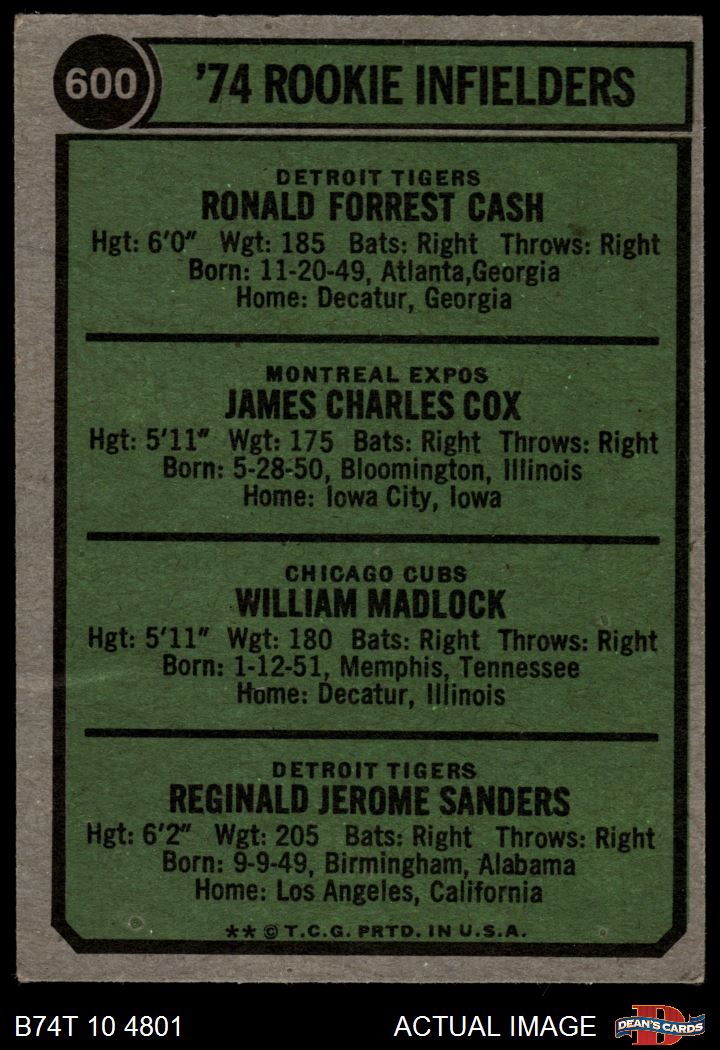 600
'74 ROOKIE INFIELDERS
DETROIT TIGERS
RONALD FORREST CASH
Hgt: 6'0" Wgt: 185 Bats: Right Throws: Right
Born: 11-20-49, Atlanta,Georgia
Home: Decatur, Georgia
MONTREAL EXPOS
JAMES CHARLES COX
Hgt: 5'11" Wgt: 175 Bats: Right Throws: Right
Born: 5-28-50, Bloomington, Illinois
Home: Iowa City, Iowa
CHICAGO CUBS
WILLIAM MADLOCK
Hgt: 5'11" Wgt: 180 Bats: Right Throws: Right
Born: 1-12-51, Memphis, Tennessee
Home: Decatur, Illinois
DETROIT TIGERS
REGINALD JEROME SANDERS
Hgt: 6'2" Wgt: 205 Bats: Right Throws: Right
Born: 9-9-49, Birmingham, Alabama
Home: Los Angeles, California
** © T.C.G. PRTD. IN U.S.A.
B74T 10 4801
ACTUAL IMAGE
D
DEAN'S CARDS